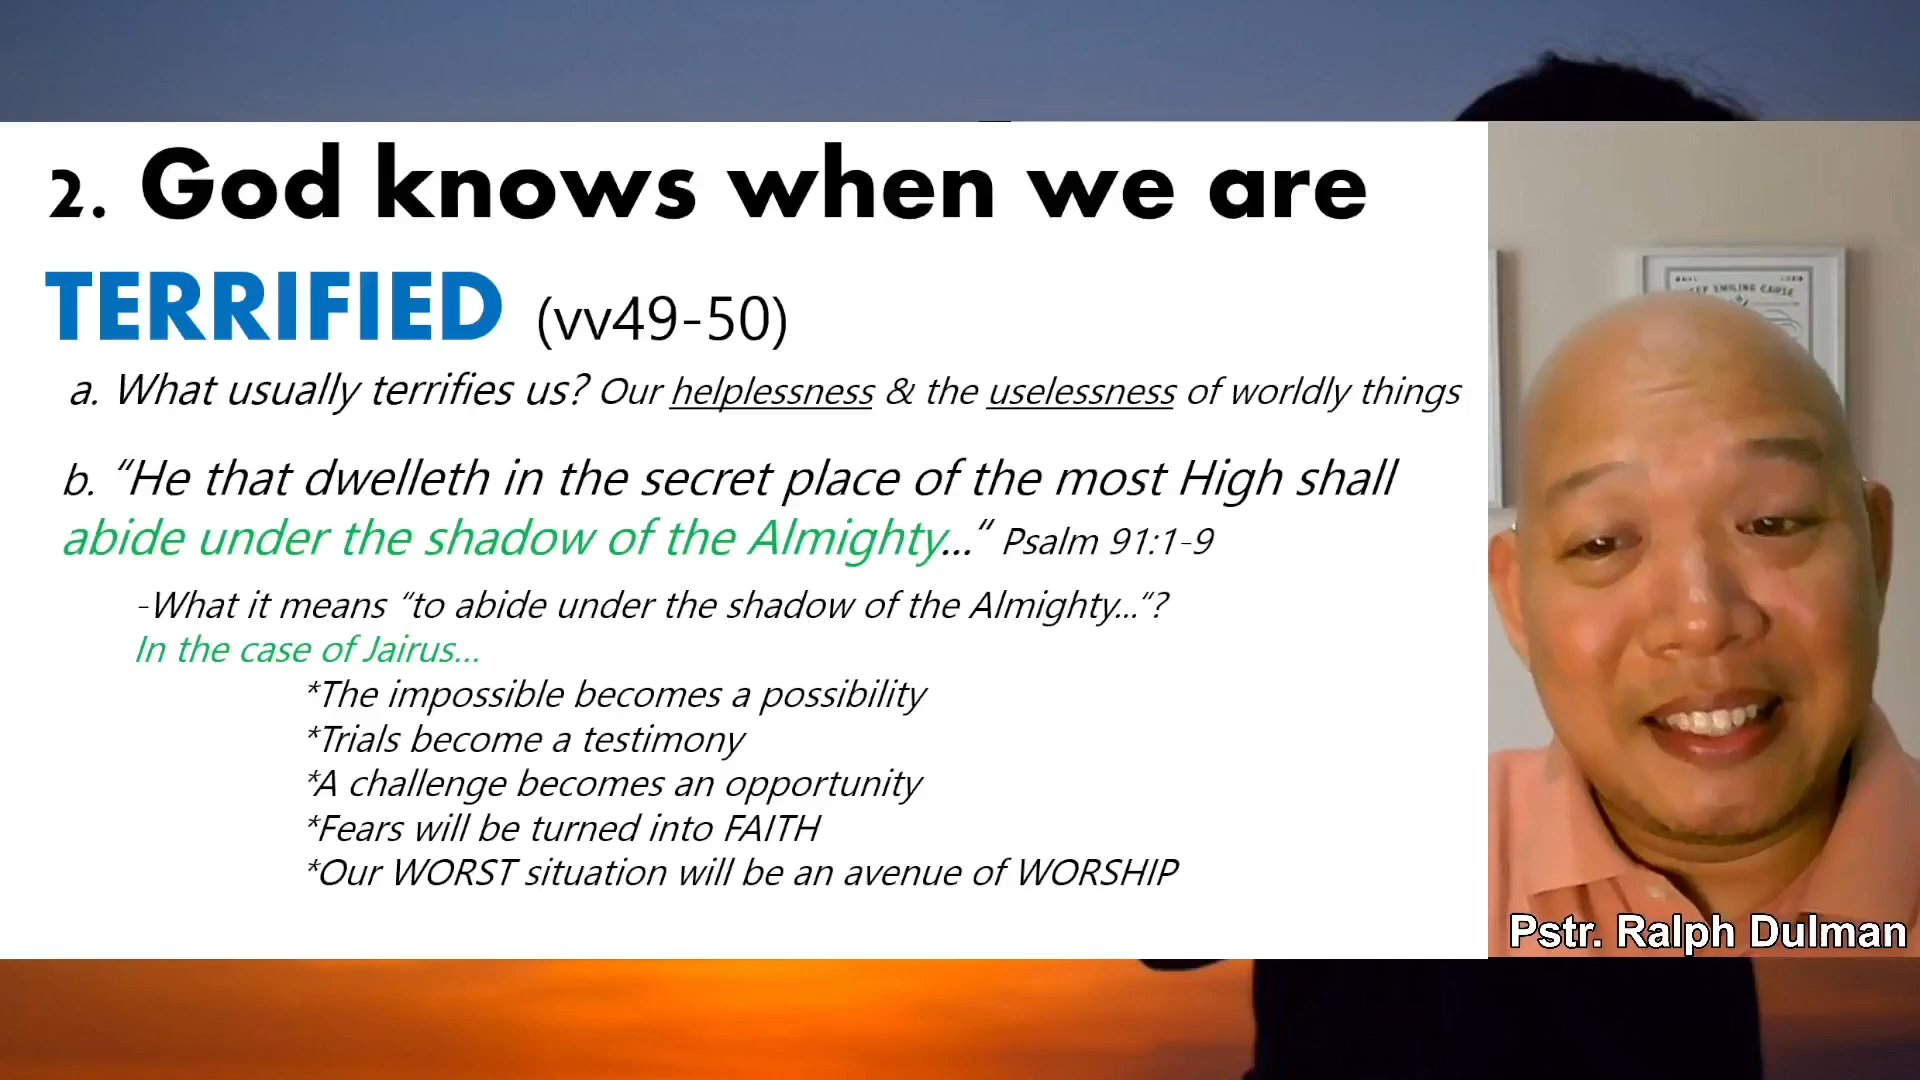 2. God knows when we are
TERRIFIED (vv49-50)
a. What usually terrifies us? Our helplessness & the uselessness of worldly things
b. “He that dwelleth in the secret place of the most High shall
abide under the shadow of the Almighty...“ Psalm 91:1-9
-What it means “to abide under the shadow of the Almighty...“?
In the case of Jairus...
*The impossible becomes a possibility
*Trials become a testimony
*A challenge becomes an opportunity
*Fears will be turned into FAITH
*Our WORST situation will be an avenue of WORSHIP
SMILING CAUSE
Pstr. Ralph Dulman